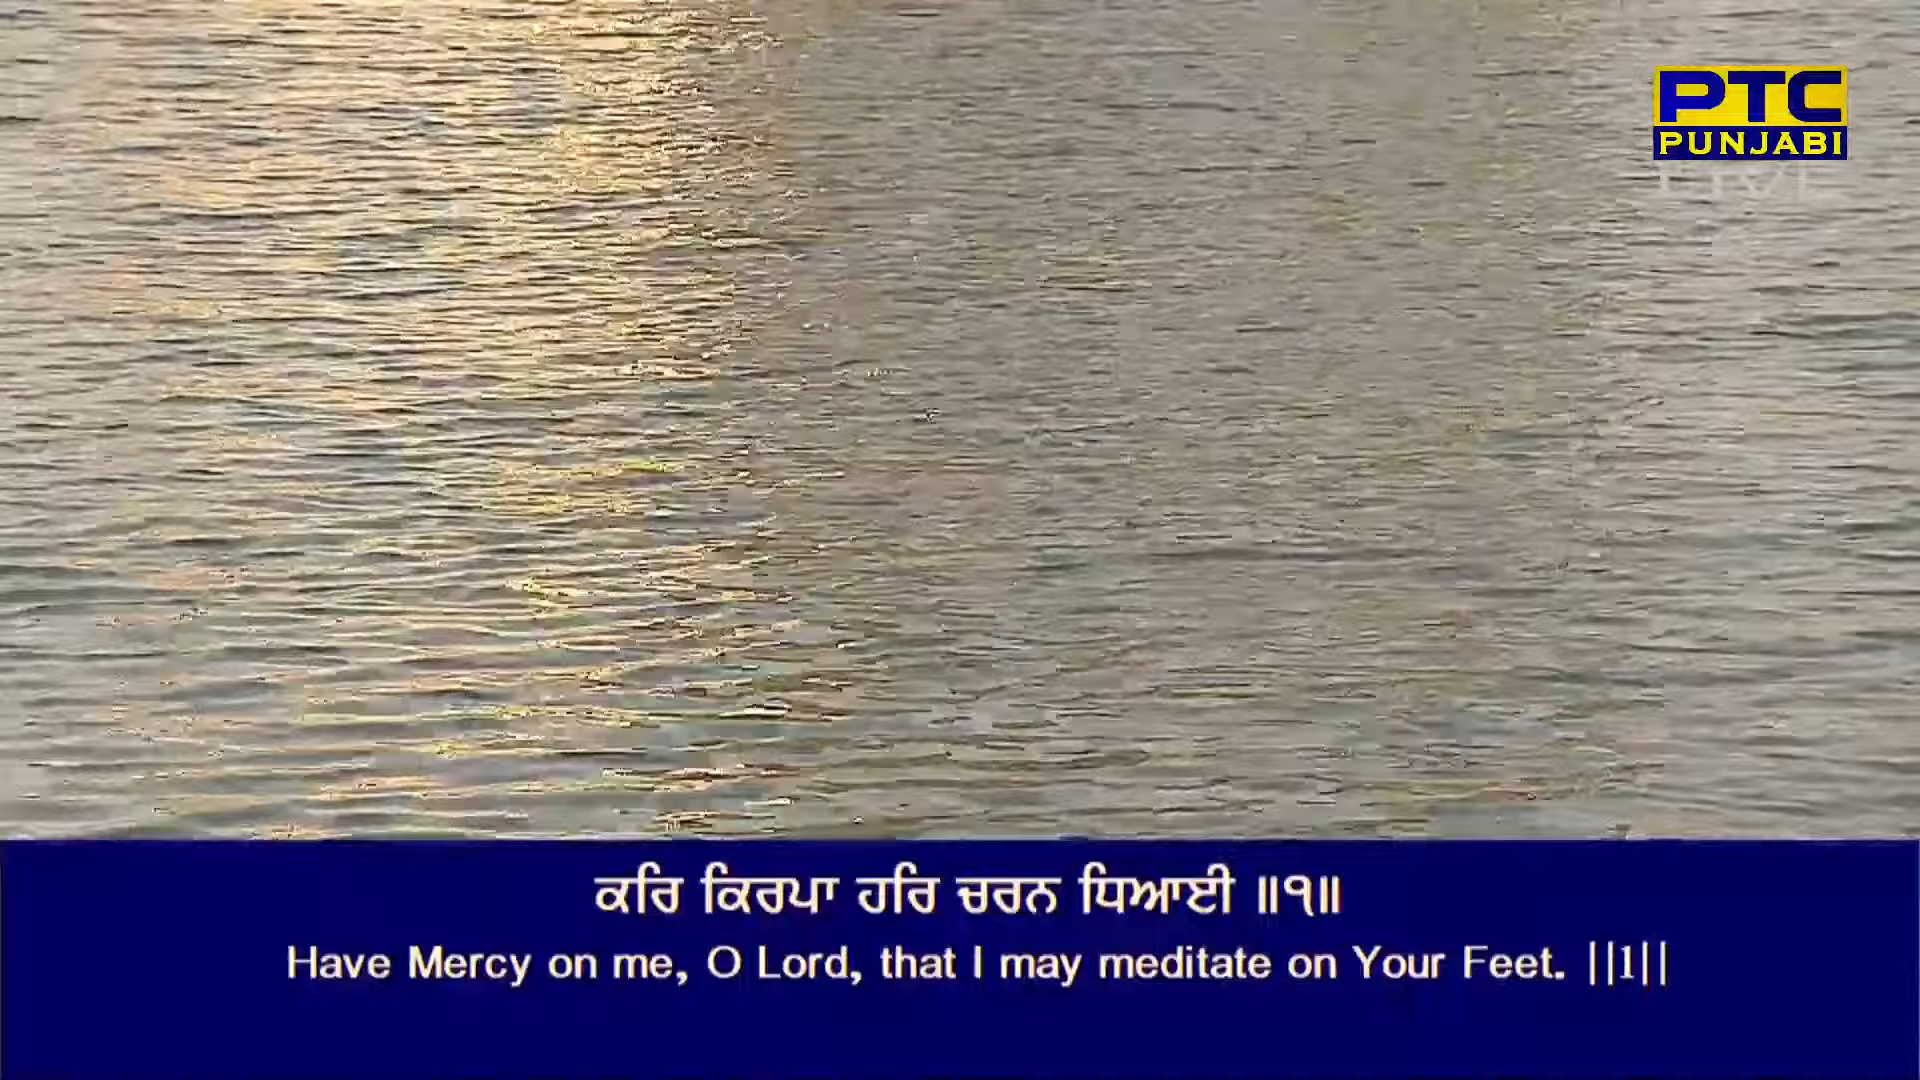 PTC
PUNJABI
LIVE
ਕਰਿ ਕਿਰਪਾ ਹਰਿ ਚਰਨ ਧਿਆਈ ॥੧॥
Have Mercy on me, O Lord, that I may meditate on Your Feet. ||1||